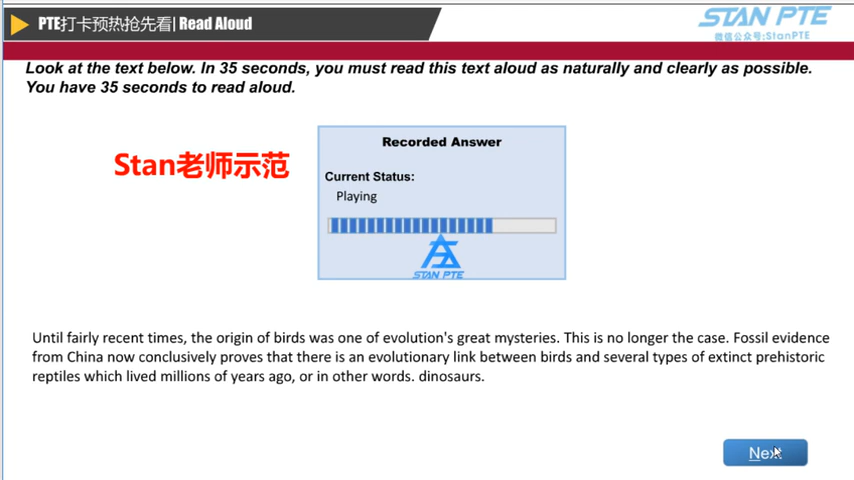 PTE打卡预热抢先看| Read Aloud
STAN PTE
微信公众号:StanPTE
Look at the text below. In 35 seconds, you must read this text aloud as naturally and clearly as possible.
You have 35 seconds to read aloud.
Recorded Answer
Stan老师示范
Current Status:
Playing
STAN PTE
Until fairly recent times, the origin of birds was one of evolution's great mysteries. This is no longer the case. Fossil evidence
from China now conclusively proves that there is an evolutionary link between birds and several types of extinct prehistoric
reptiles which lived millions of years ago, or in other words. dinosaurs.
Next